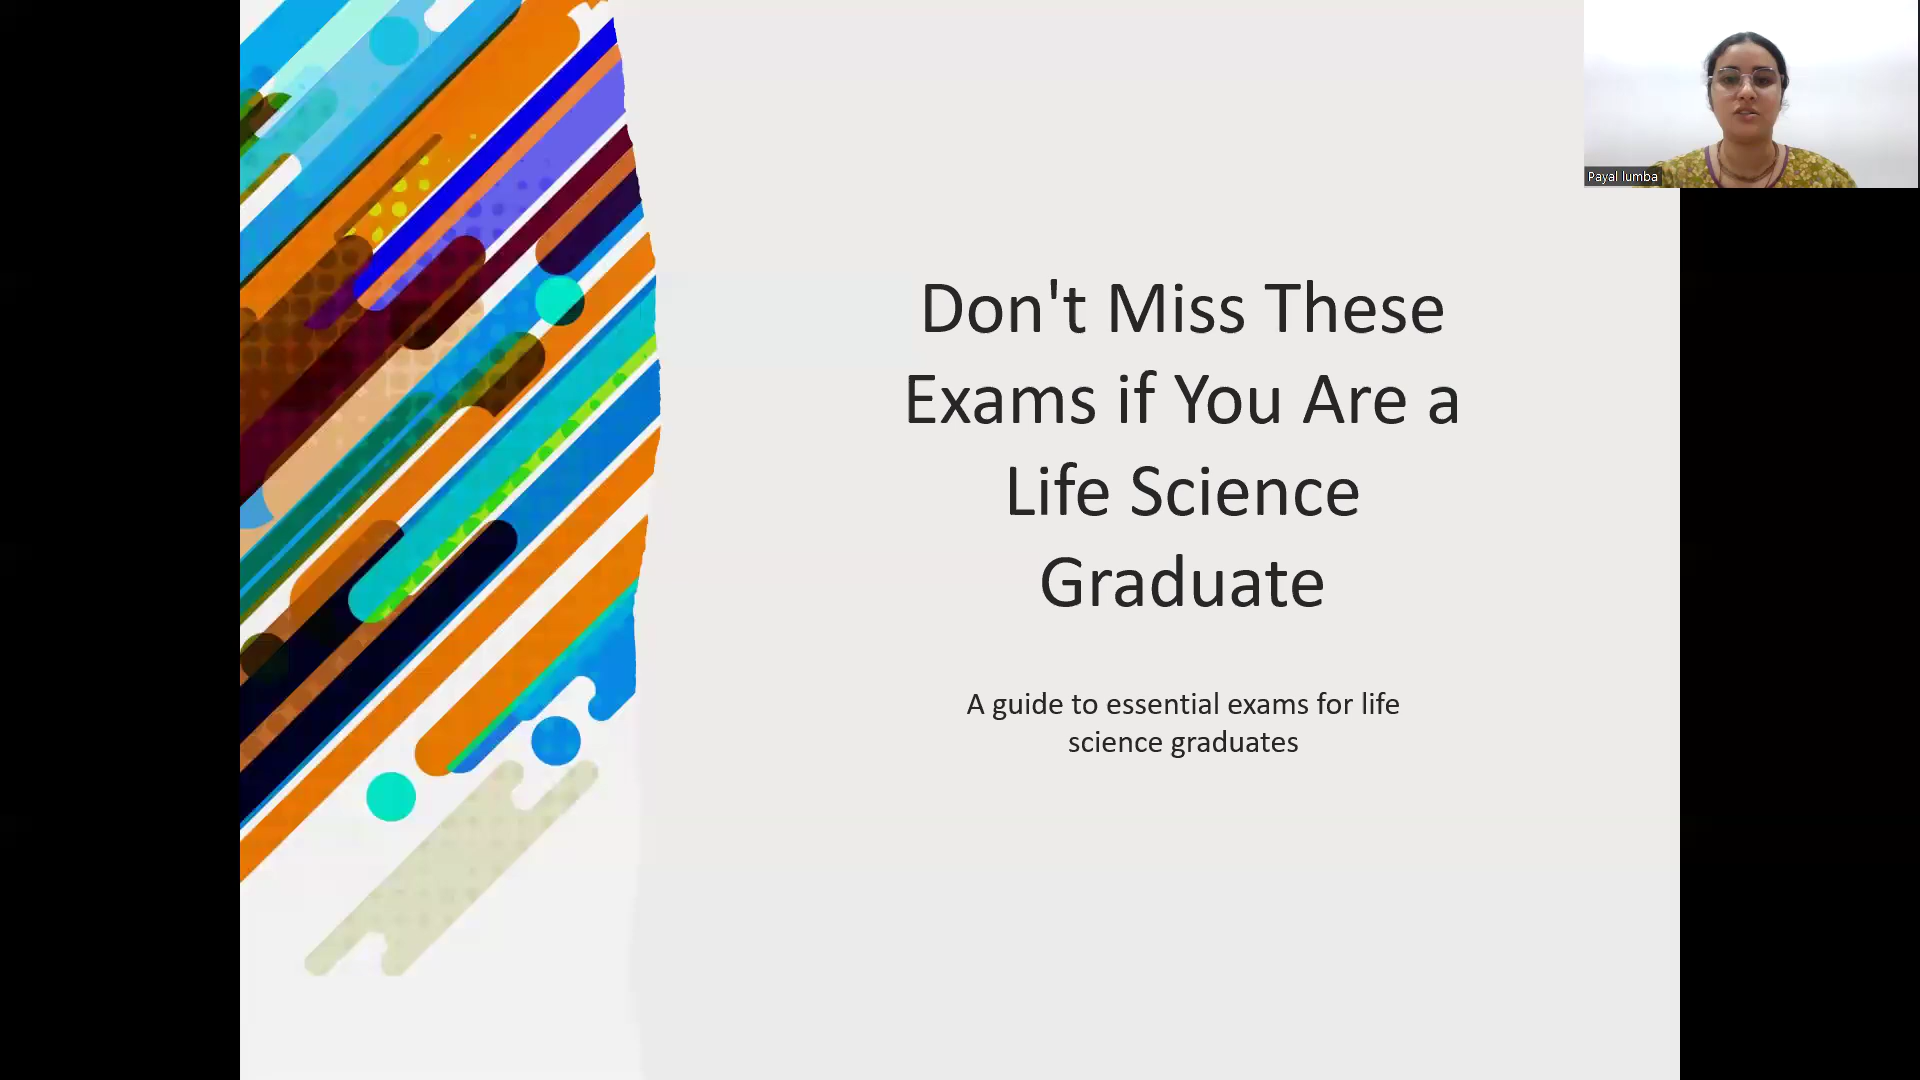 Don't Miss These
Exams if You Are a
Life Science
Graduate
A guide to essential exams for life
science graduates
Payal lumba